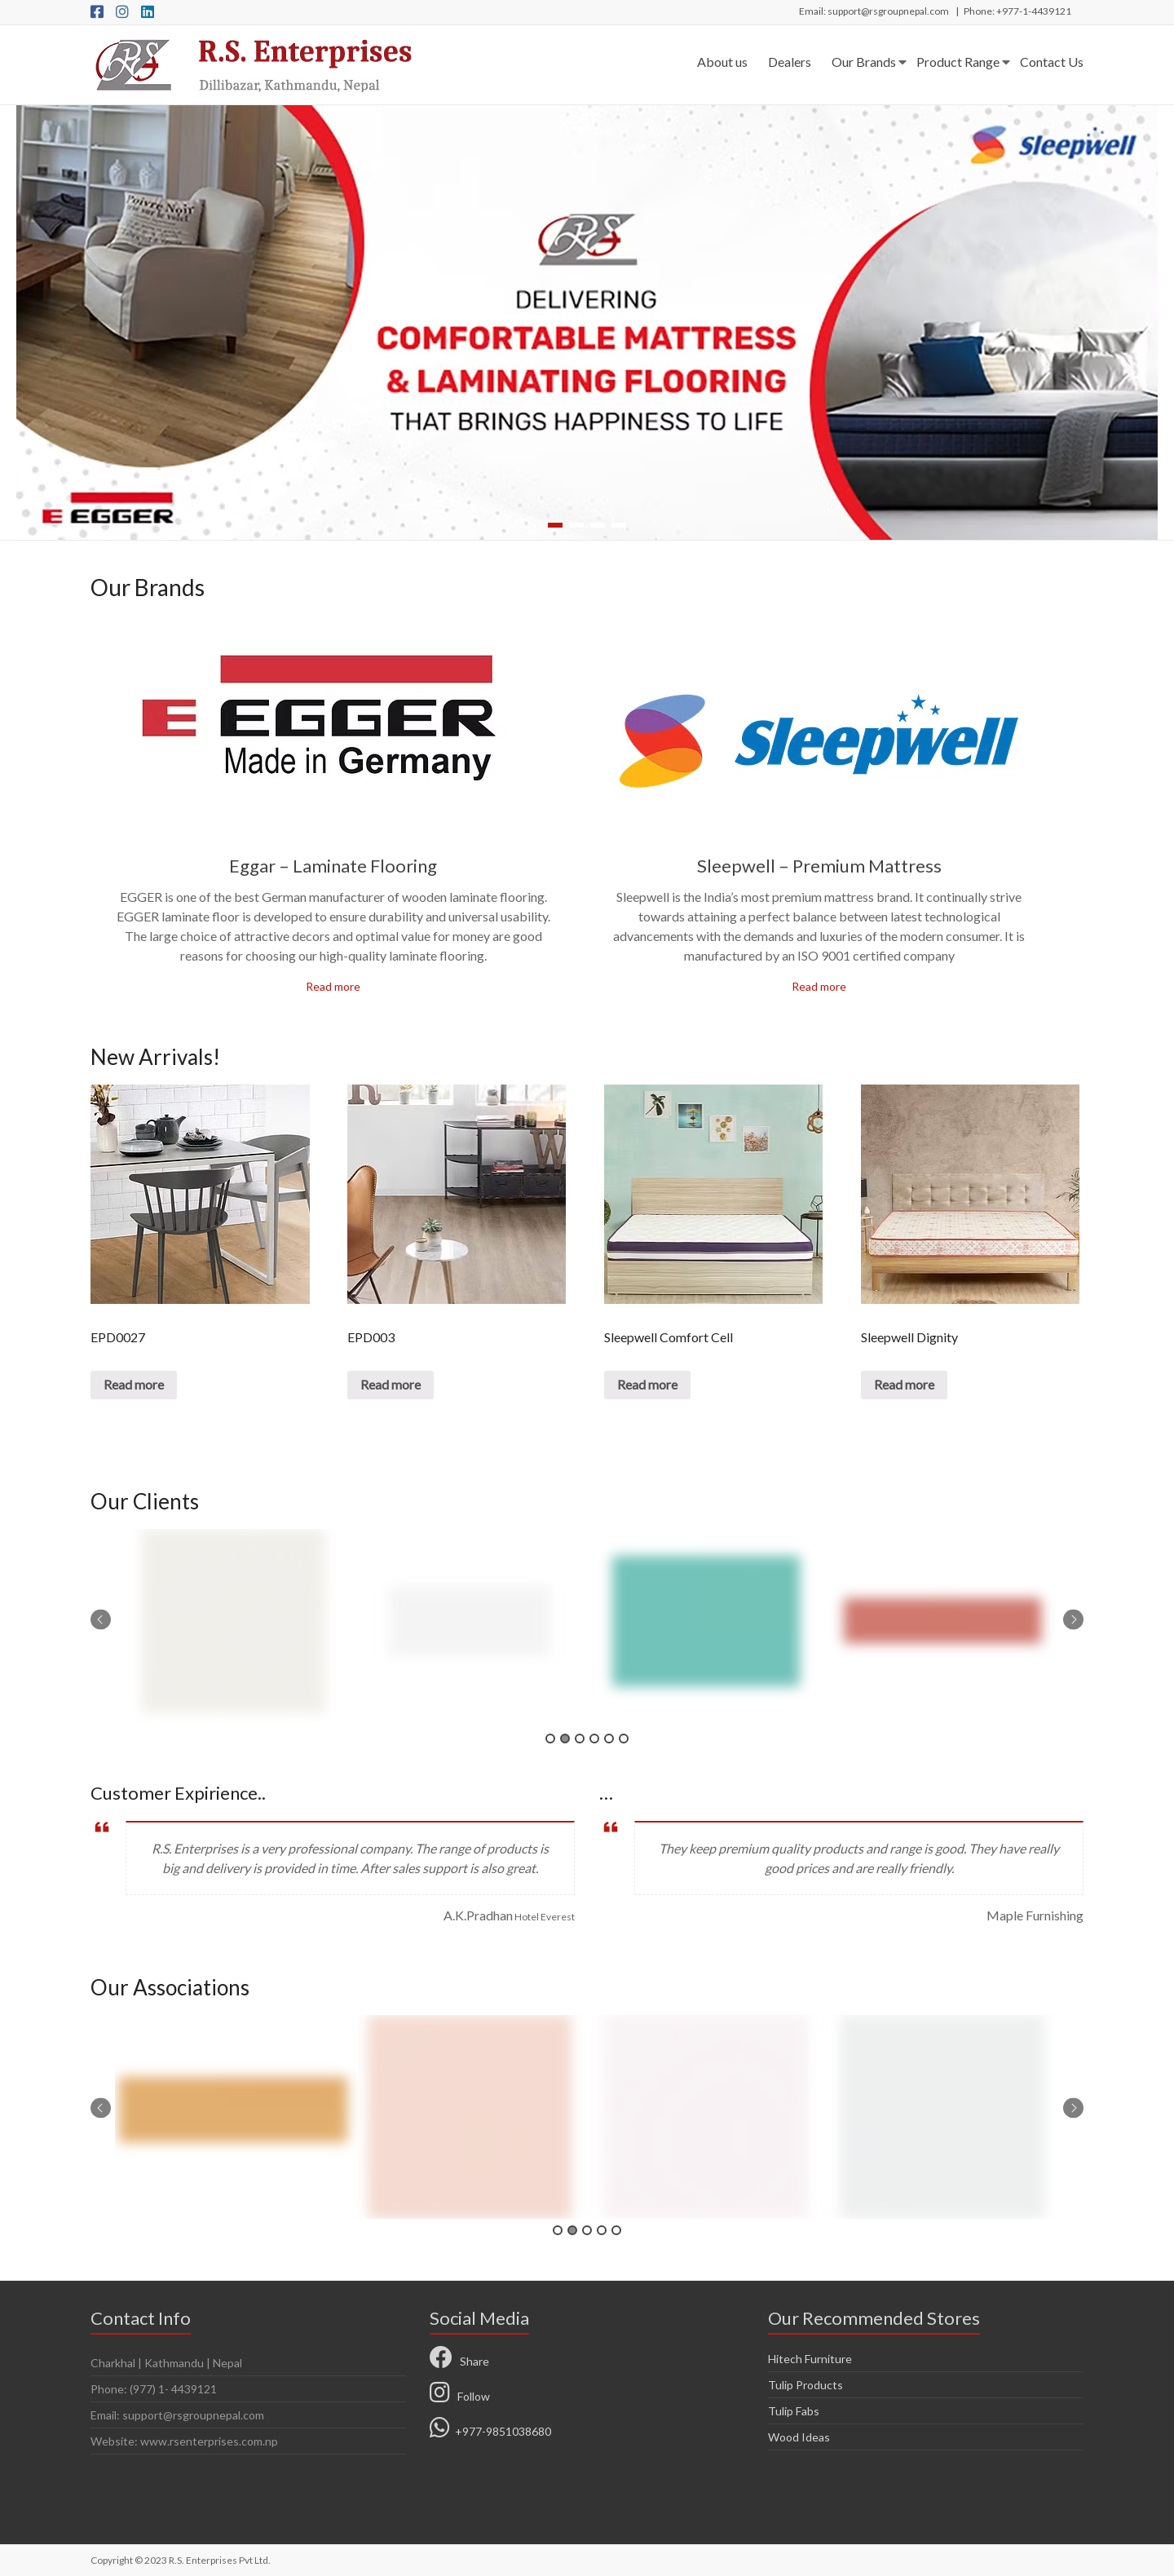 Email: support@rsgroupnepal.com | Phone: +977-1-4439121
RS
R.S. Enterprises
Dillibazar, Kathmandu, Nepal
About us
Dealers
Our Brands
Product Range
Contact Us
Sleepwell
RS
DELIVERING
COMFORTABLE MATTRESS
& LAMINATING FLOORING
THAT BRINGS HAPPINESS TO LIFE
E EGGER
Our Brands
E EGGER
Made in Germany
Sleepwell
Eggar – Laminate Flooring
EGGER is one of the best German manufacturer of wooden laminate flooring.
EGGER laminate floor is developed to ensure durability and universal usability.
The large choice of attractive decors and optimal value for money are good
reasons for choosing our high-quality laminate flooring.
Read more
Sleepwell – Premium Mattress
Sleepwell is the India's most premium mattress brand. It continually strive
towards attaining a perfect balance between latest technological
advancements with the demands and luxuries of the modern consumer. It is
manufactured by an ISO 9001 certified company
Read more
New Arrivals!
EPD0027
Read more
EPD003
Read more
Sleepwell Comfort Cell
Read more
Sleepwell Dignity
Read more
Our Clients
Customer Expirience..
R.S. Enterprises is a very professional company. The range of products is
big and delivery is provided in time. After sales support is also great.
A.K.Pradhan Hotel Everest
...
They keep premium quality products and range is good. They have really
good prices and are really friendly.
Maple Furnishing
Our Associations
Contact Info
Charkhal | Kathmandu | Nepal
Phone: (977) 1- 4439121
Email: support@rsgroupnepal.com
Website: www.rsenterprises.com.np
Social Media
Share
Follow
+977-9851038680
Our Recommended Stores
Hitech Furniture
Tulip Products
Tulip Fabs
Wood Ideas
Copyright © 2023 R.S. Enterprises Pvt Ltd.